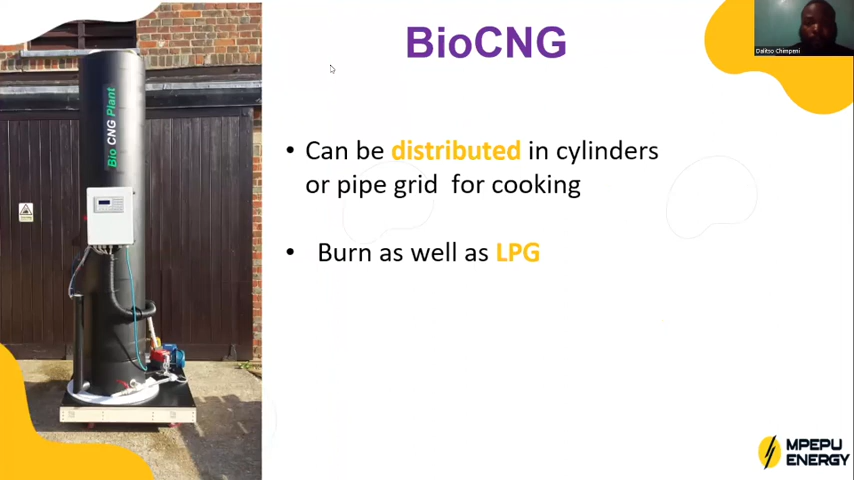 BioCNG
Dalitso Chimpeni
Bio CNG Plant
• Can be distributed in cylinders
or pipe grid for cooking
• Burn as well as LPG
MPEPU
ENERGY